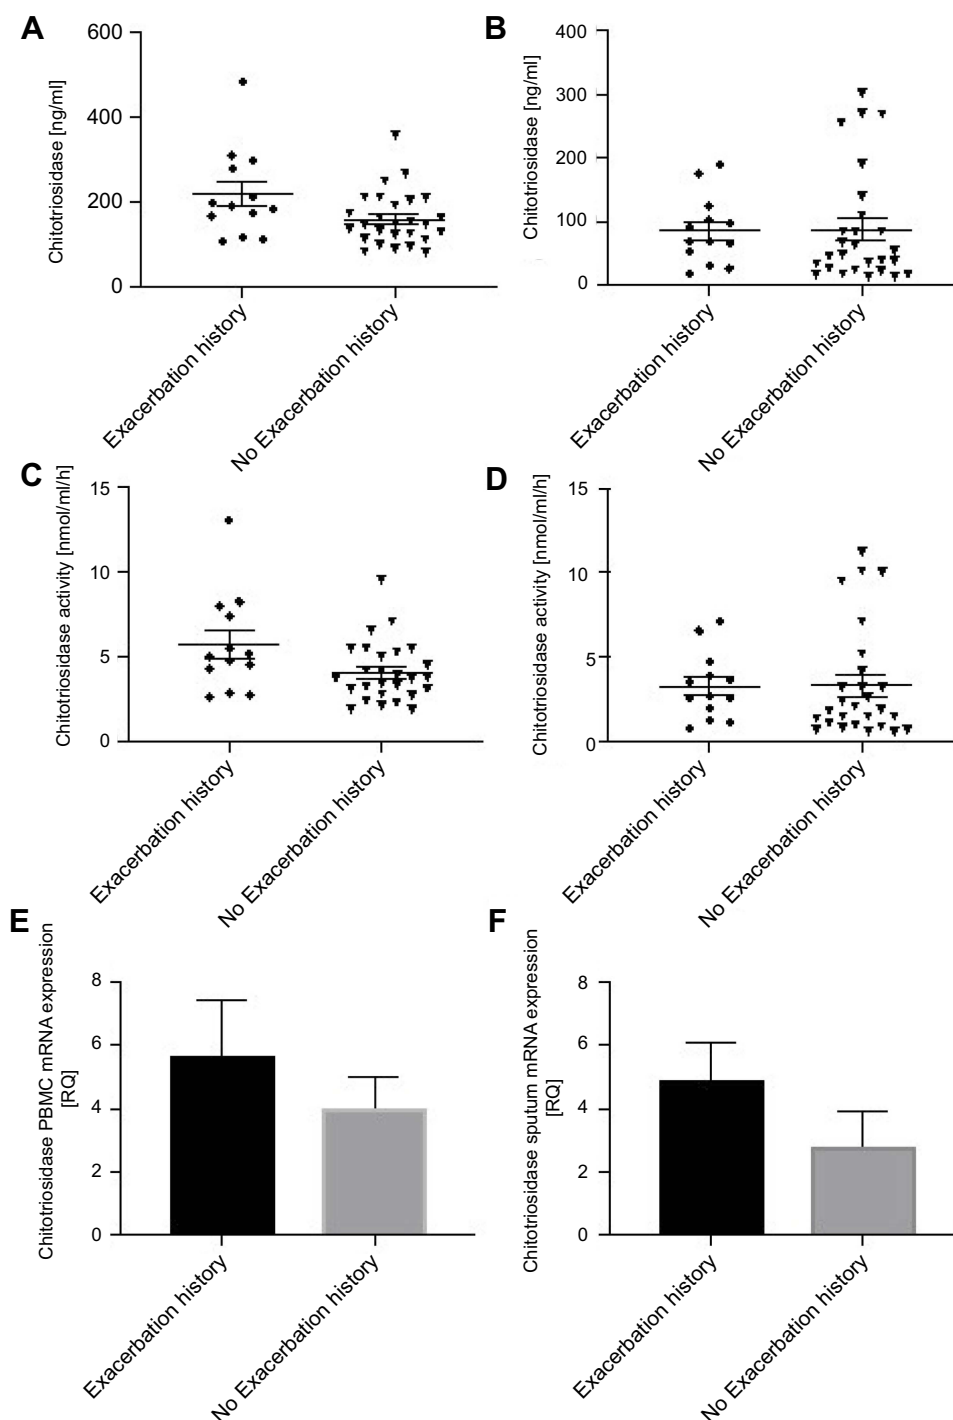 A
Chitotriosidase [ng/ml]
600
400
200
0
Exacerbation history
No Exacerbation history
B
Chitotriosidase [ng/ml]
400
300
200
100
0
Exacerbation history
No Exacerbation history
C
Chitotriosidase activity [nmol/ml/h]
15
10
5
0
Exacerbation history
No Exacerbation history
D
Chitotriosidase activity [nmol/ml/h]
15
10
5
0
Exacerbation history
No Exacerbation history
E
Chitotriosidase PBMC mRNA expression
[RQ]
8
6
4
2
0
Exacerbation history
No Exacerbation history
F
Chitotriosidase sputum mRNA expression
[RQ]
8
6
4
2
0
Exacerbation history
No Exacerbation history